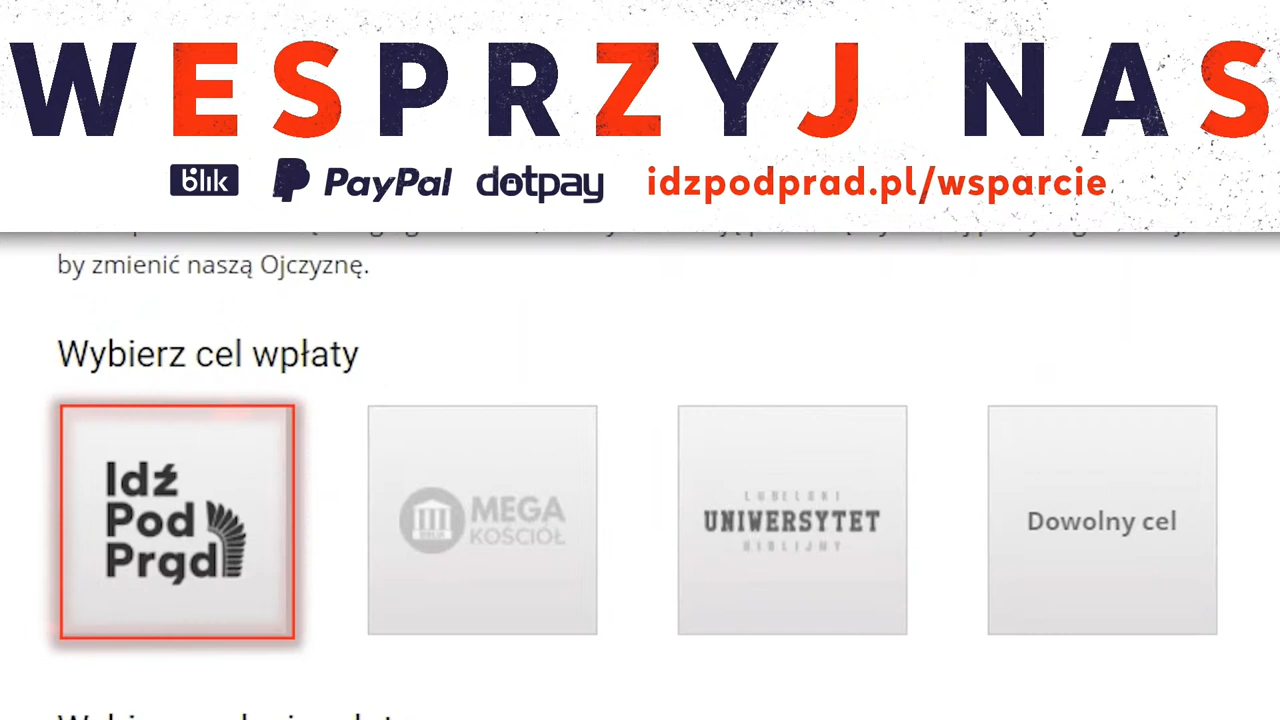 WESPRZYJ NAS
blik PayPal dotpay idzpodprad.pl/wsparcie
by zmienić naszą Ojczyznę.
Wybierz cel wpłaty
Idź
Pod
Prąd
MEGA
KOŚCIÓŁ
LUBELSKI
UNIWERSYTET
BIBLIJNY
Dowolny cel